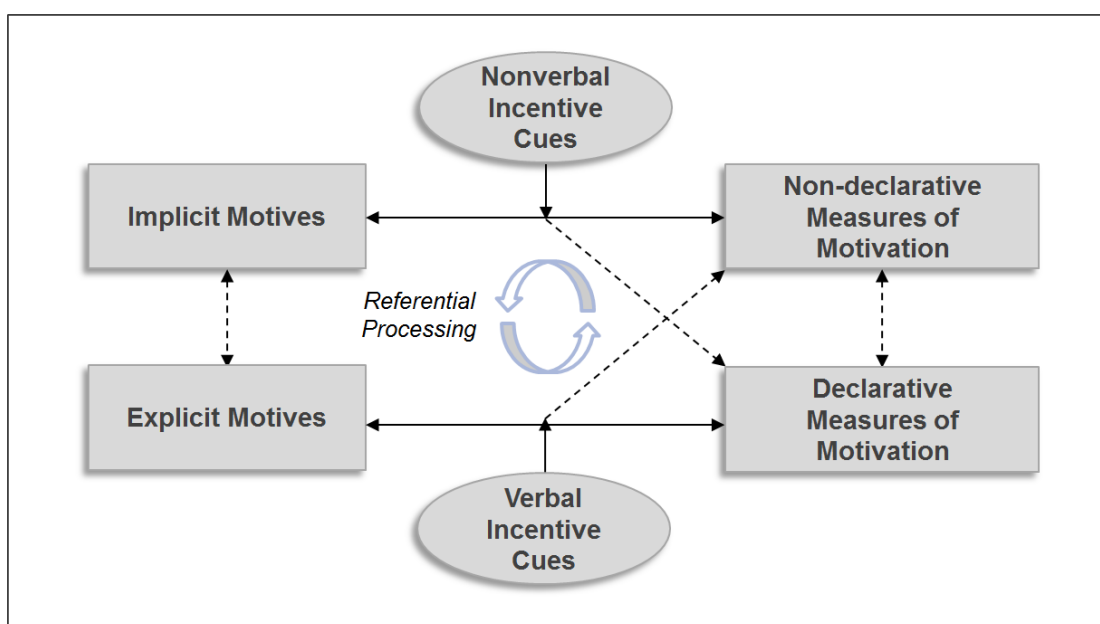 Nonverbal
Incentive
Cues
Implicit Motives
Non-declarative
Measures of
Motivation
Referential
Processing
Explicit Motives
Declarative
Measures of
Motivation
Verbal
Incentive
Cues